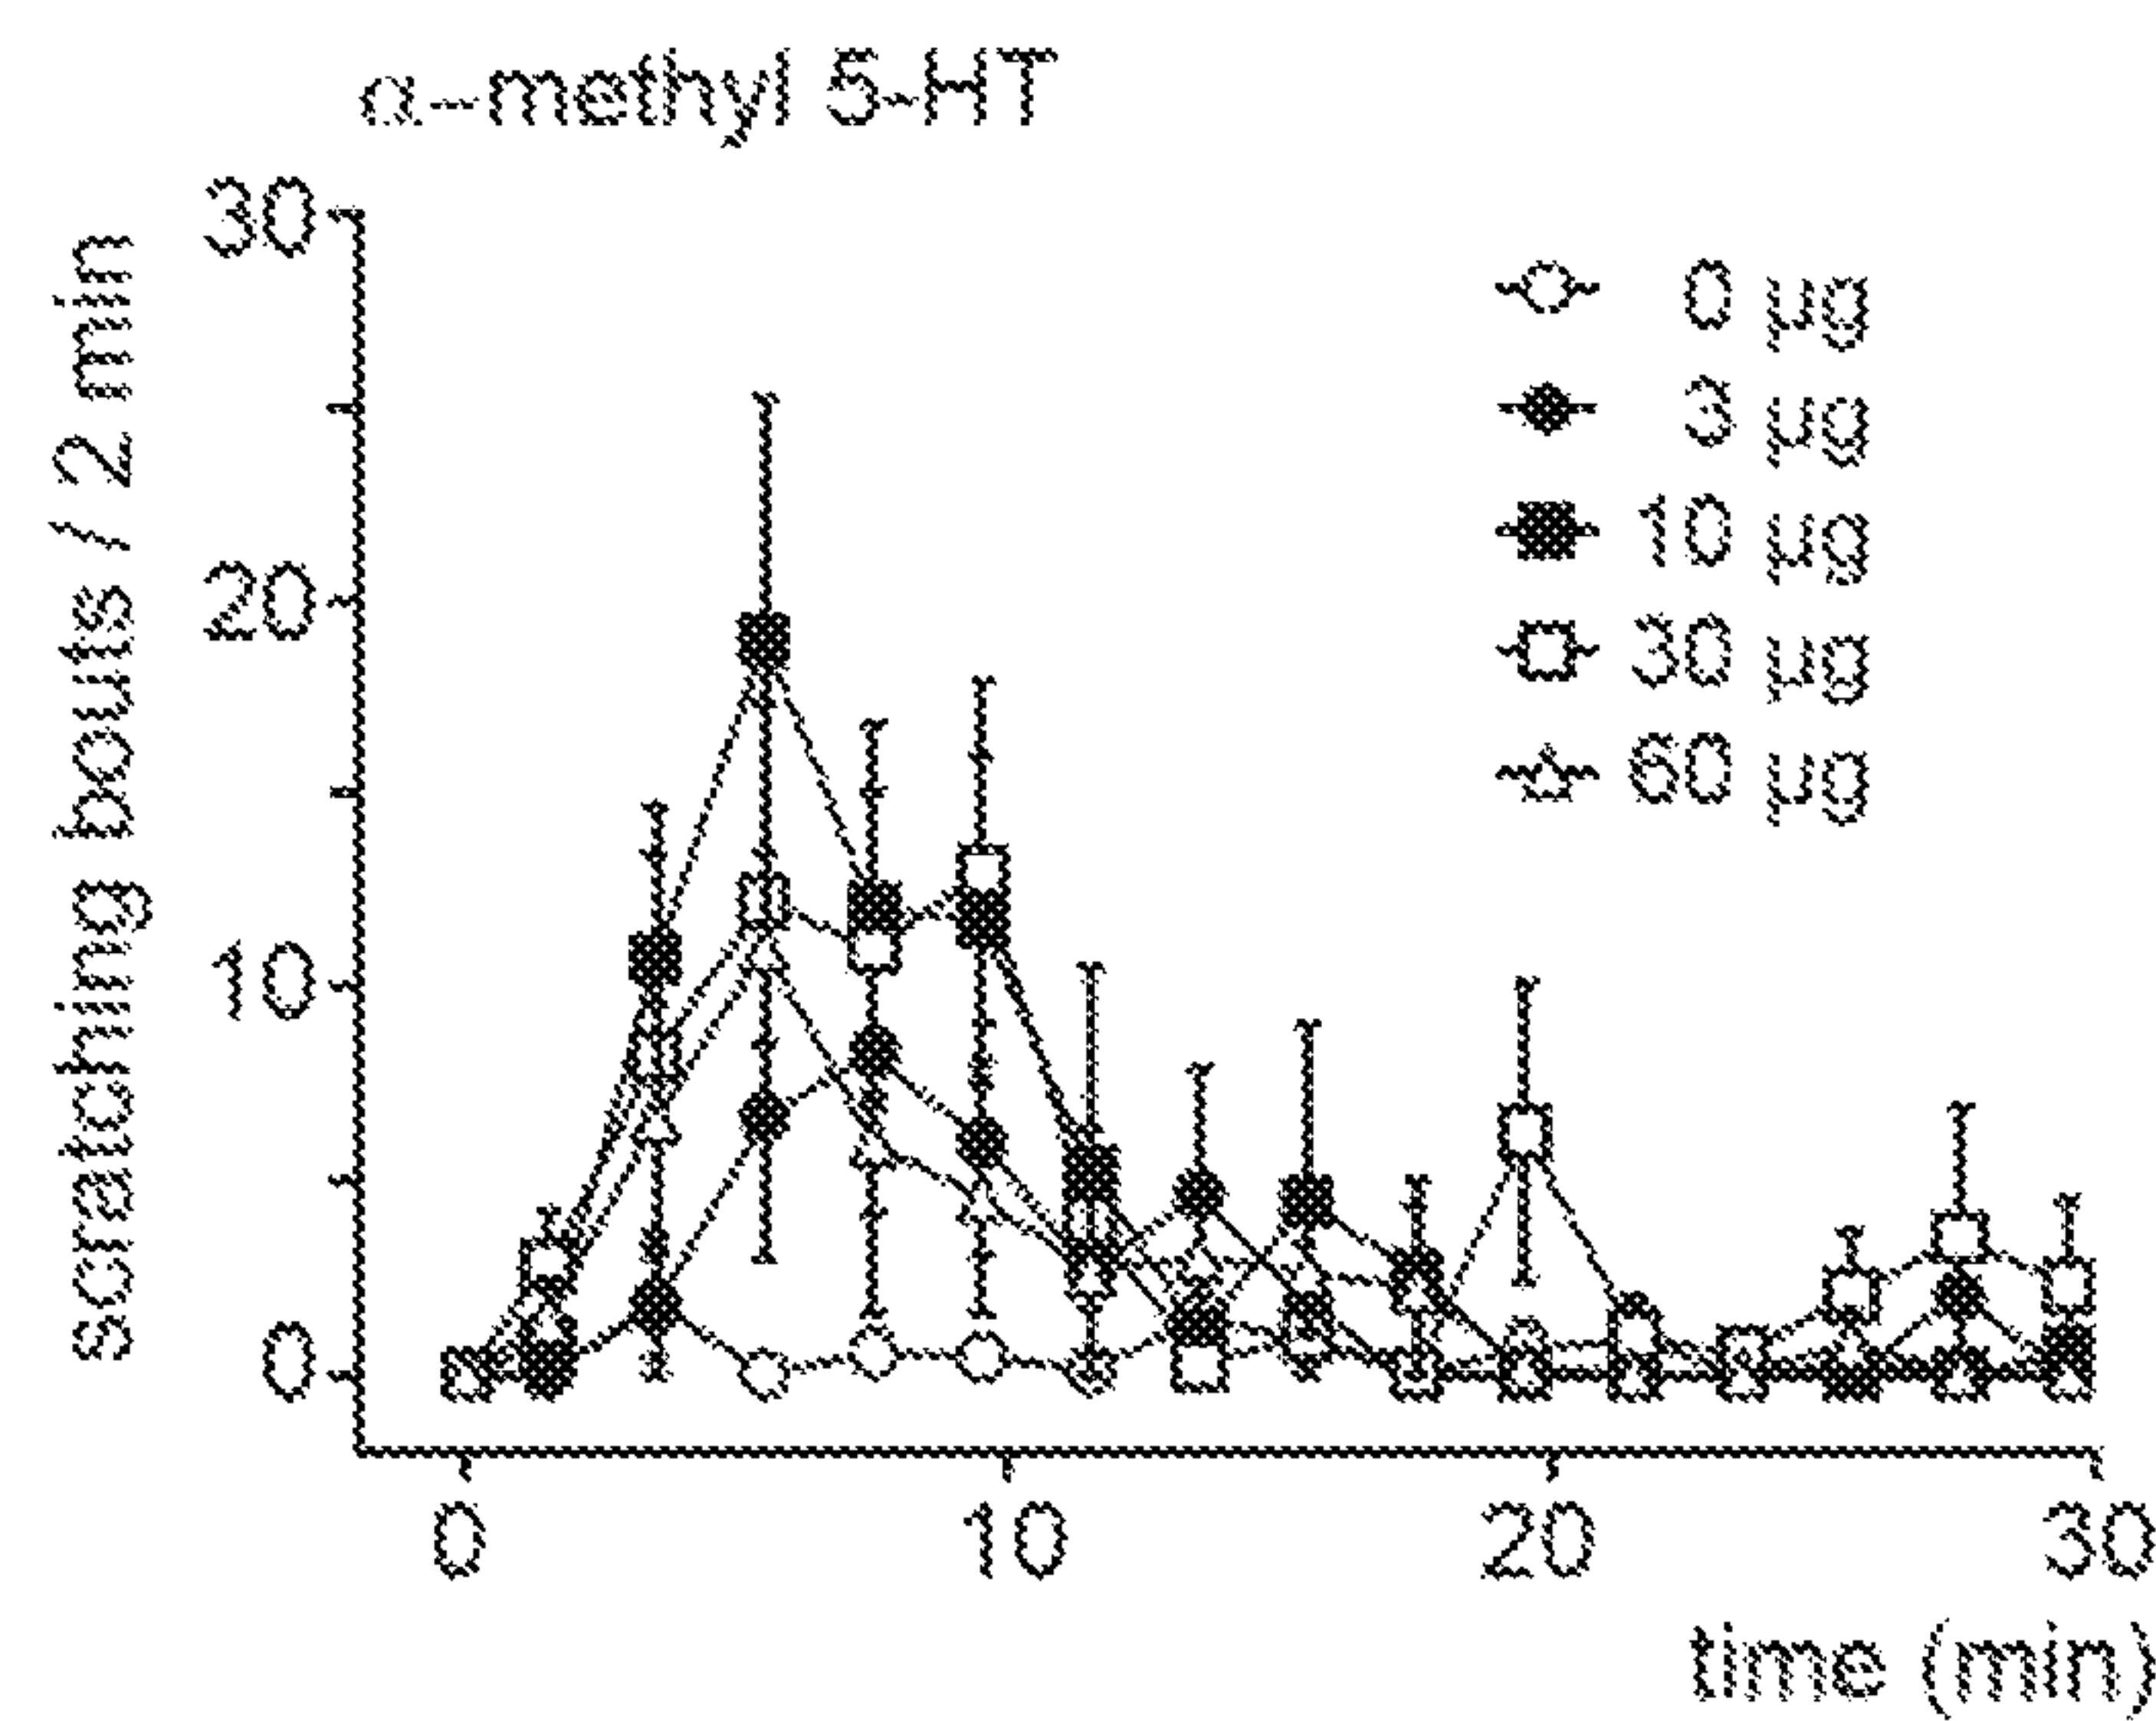 α-methyl 5-HT
scratching bouts / 2 min
30
20
10
0
0 µg
3 µg
10 µg
30 µg
60 µg
0 10 20 30
time (min)